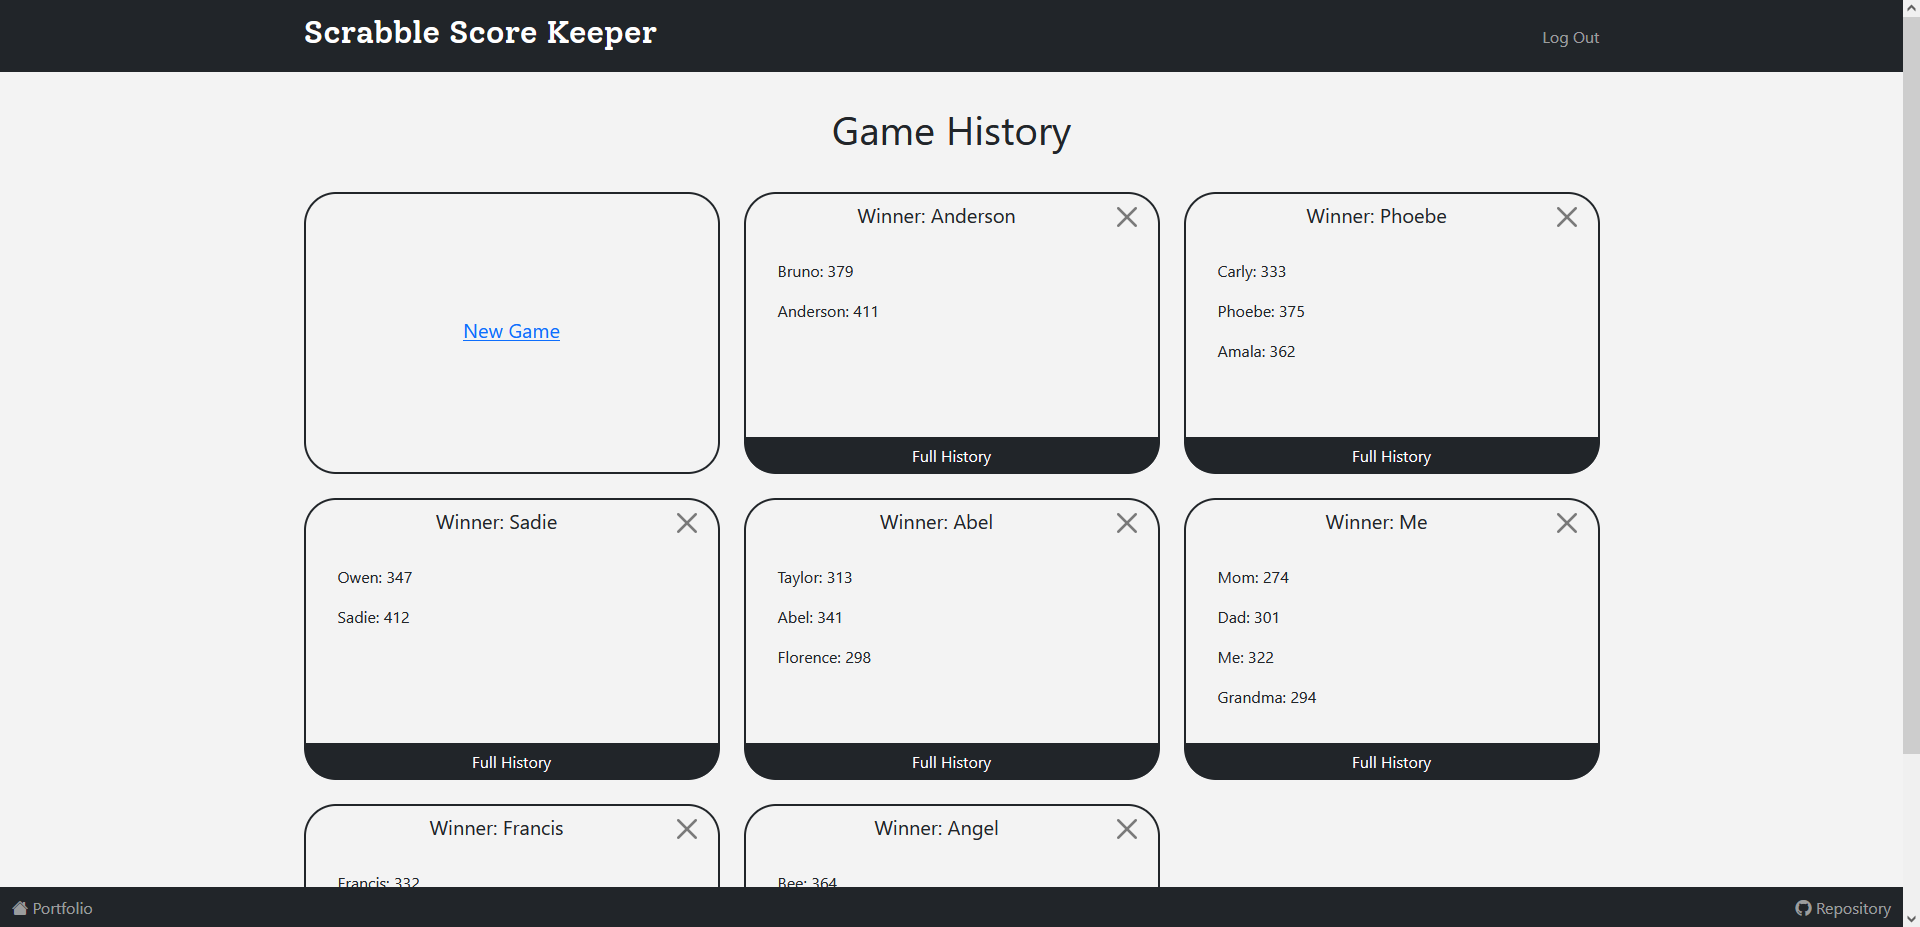 Scrabble Score Keeper
Log Out
Game History
New Game
Winner: Anderson
Bruno: 379
Anderson: 411
Full History
Winner: Phoebe
Carly: 333
Phoebe: 375
Amala: 362
Full History
Winner: Sadie
Owen: 347
Sadie: 412
Full History
Winner: Abel
Taylor: 313
Abel: 341
Florence: 298
Full History
Winner: Me
Mom: 274
Dad: 301
Me: 322
Grandma: 294
Full History
Winner: Francis
Francis: 332
Winner: Angel
Bee: 364
Portfolio
Repository